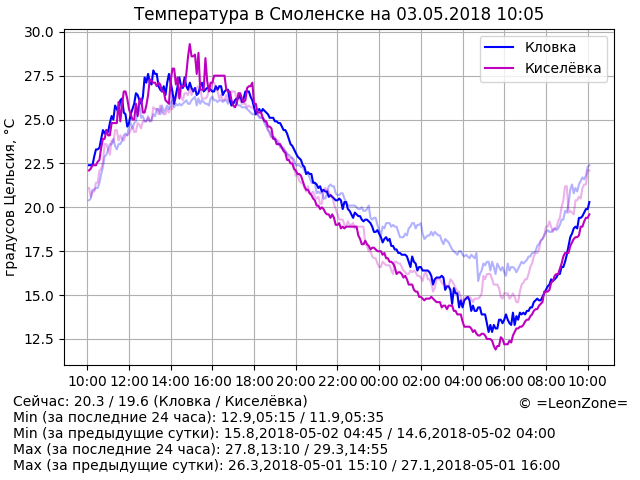 Температура в Смоленске на 03.05.2018 10:05
30.0
27.5
25.0
22.5
20.0
17.5
15.0
12.5
градусов Цельсия, °C
Кловка
Киселёвка
10:00 12:00 14:00 16:00 18:00 20:00 22:00 00:00 02:00 04:00 06:00 08:00 10:00
Сейчас: 20.3 / 19.6 (Кловка / Киселёвка)
© =LeonZone=
Min (за последние 24 часа): 12.9,05:15 / 11.9,05:35
Min (за предыдущие сутки): 15.8,2018-05-02 04:45 / 14.6,2018-05-02 04:00
Max (за последние 24 часа): 27.8,13:10 / 29.3,14:55
Max (за предыдущие сутки): 26.3,2018-05-01 15:10 / 27.1,2018-05-01 16:00